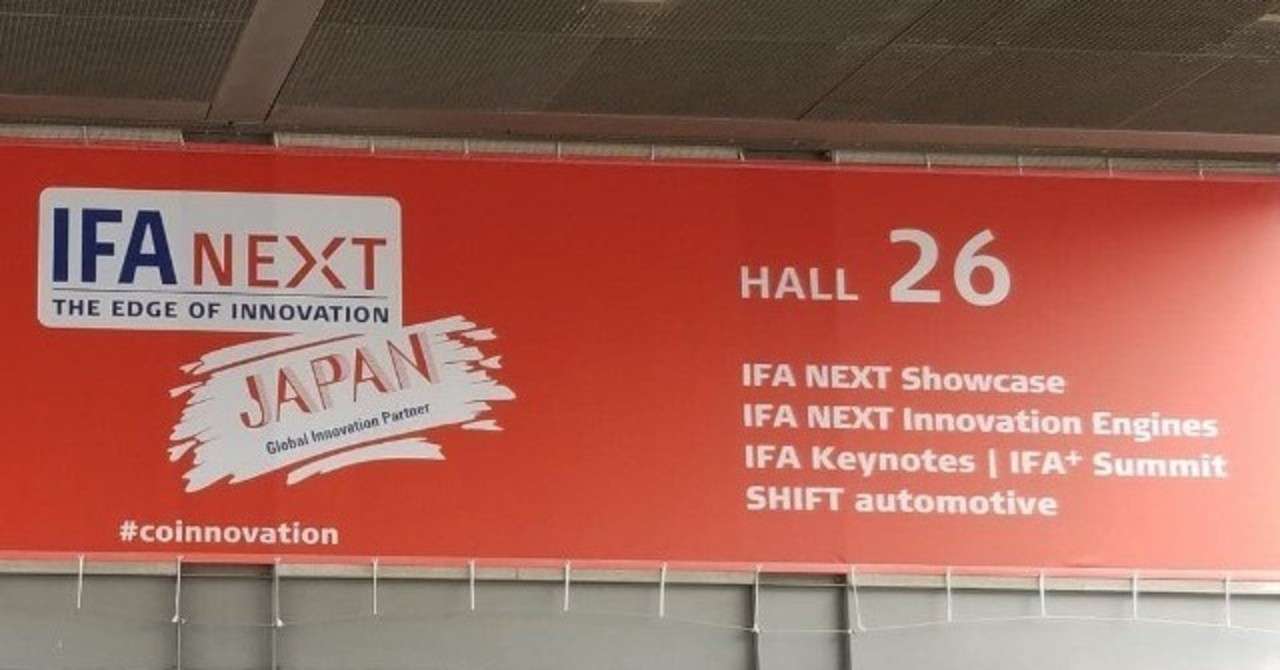 IFA NEXT
THE EDGE OF INNOVATION
JAPAN
Global Innovation Partner
#coinnovation
HALL 26
IFA NEXT Showcase
IFA NEXT Innovation Engines
IFA Keynotes | IFA+ Summit
SHIFT automotive